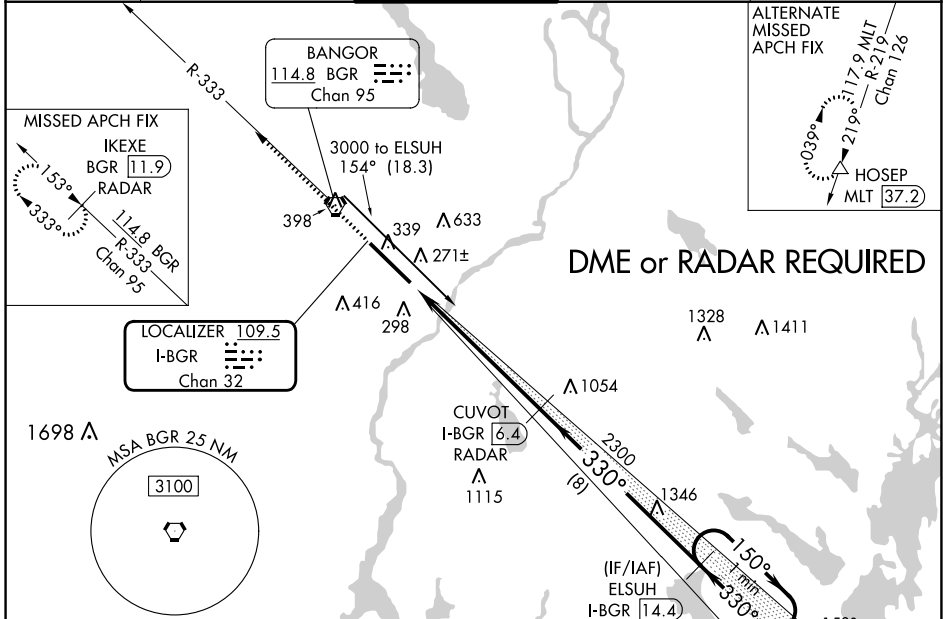 ALTERNATE
MISSED
APCH FIX
117.9 MLT
R-219
Chan 126
039°
219°
HOSEP
MLT 37.2
R-333
BANGOR
114.8 BGR
Chan 95
MISSED APCH FIX
IKEXE
BGR 11.9
RADAR
153°
333°
114.8 BGR
R-333
Chan 95
3000 to ELSUH
154° (18.3)
398
339
633
271±
DME or RADAR REQUIRED
416
298
1328
1411
LOCALIZER 109.5
I-BGR
Chan 32
1054
CUVOT
I-BGR 6.4
RADAR
1115
2300
330°
(8)
1346
1698
MSA BGR 25 NM
3100
150°
1 min
330°
(IF/IAF)
ELSUH
I-BGR 14.4